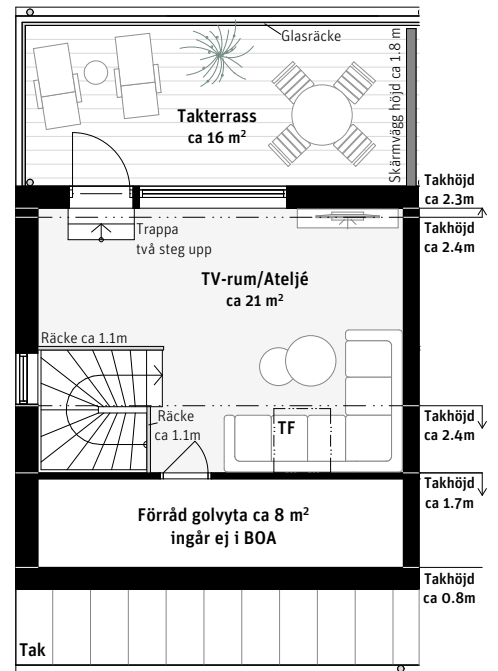 Glasräcke
Skärmvägg höjd ca 1.8 m
Takterrass
ca 16 m²
Takhöjd
ca 2.3m
Takhöjd
ca 2.4m
Trappa
två steg upp
TV-rum/Ateljé
ca 21 m²
Räcke ca 1.1m
Räcke
ca 1.1m
TF
Takhöjd
ca 2.4m
Takhöjd
ca 1.7m
Förråd golvyta ca 8 m²
ingår ej i BOA
Takhöjd
ca 0.8m
Tak